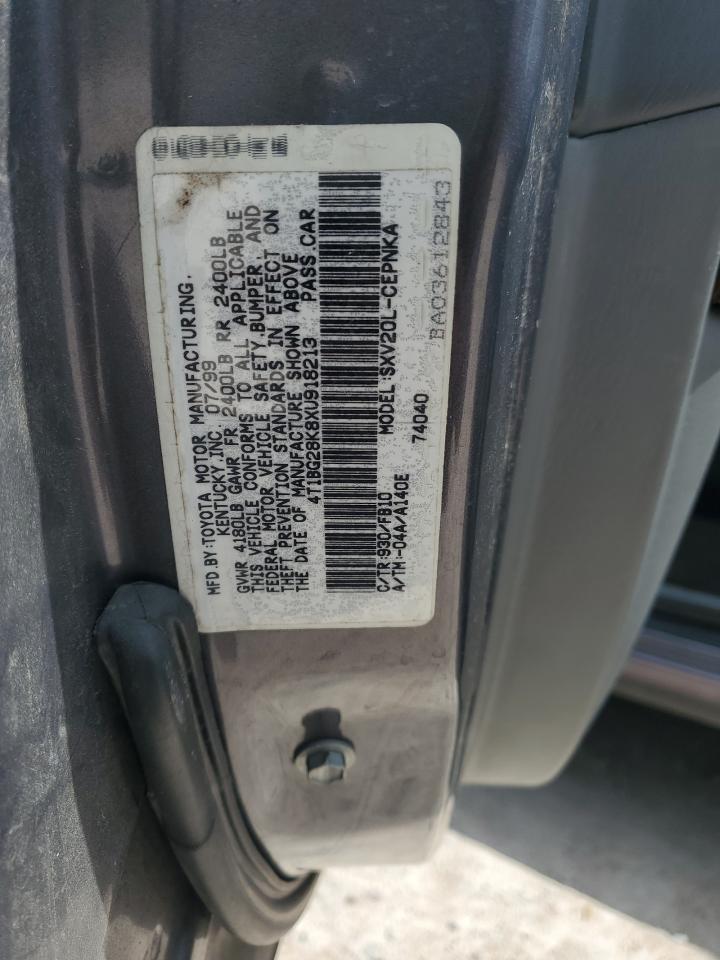 MFD.BY:TOYOTA MOTOR MANUFACTURING.
KENTUCKY,INC. 07/99
GVWR 4180LB GAWR FR 2400LB RR 2400LB
THIS VEHICLE CONFORMS TO ALL APPLICABLE
FEDERAL MOTOR VEHICLE SAFETY,BUMPER, AND
THEFT PREVENTION STANDARDS IN EFFECT ON
THE DATE OF MANUFACTURE SHOWN ABOVE
4T1BG28K8XU918213 PASS.CAR
C/TR:930/FB10 MODEL:SXV20L-CEPNKA
A/TM:-04A/A140E 74040
BA03612843